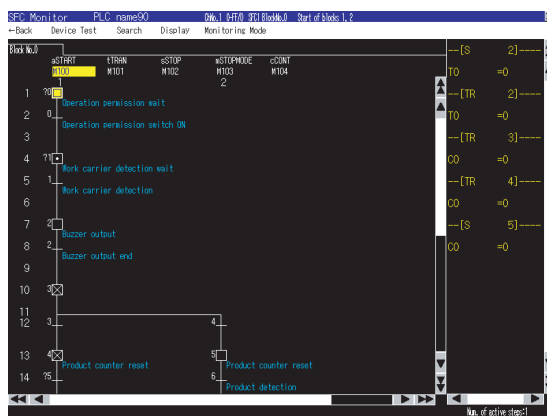 SFC Monitor PLC name90 CHNo.1 0-FF/0 SFC1 BlockNo.0 Start of blocks 1, 2
←Back Device Test Search Display Monitoring Mode
Block No.0
aSTART tTRAN sSTOP mSTOPMODE cCONT
M100 M101 M102 M103 M104
1 2
1 ?0
Operation permission wait
2 0
Operation permission switch ON
3
4 ?1
Work carrier detection wait
5 1
Work carrier detection
6
7 2
Buzzer output
8 2
Buzzer output end
9
10 3
11
12 3 4
13 4 5
Product counter reset Product counter reset
14 ?5 6
Product detection
--[S 2]----
T0 =0
--[TR 2]----
T0 =0
--[TR 3]----
C0 =0
--[TR 4]----
C0 =0
--[S 5]----
C0 =0
Num. of active steps:1